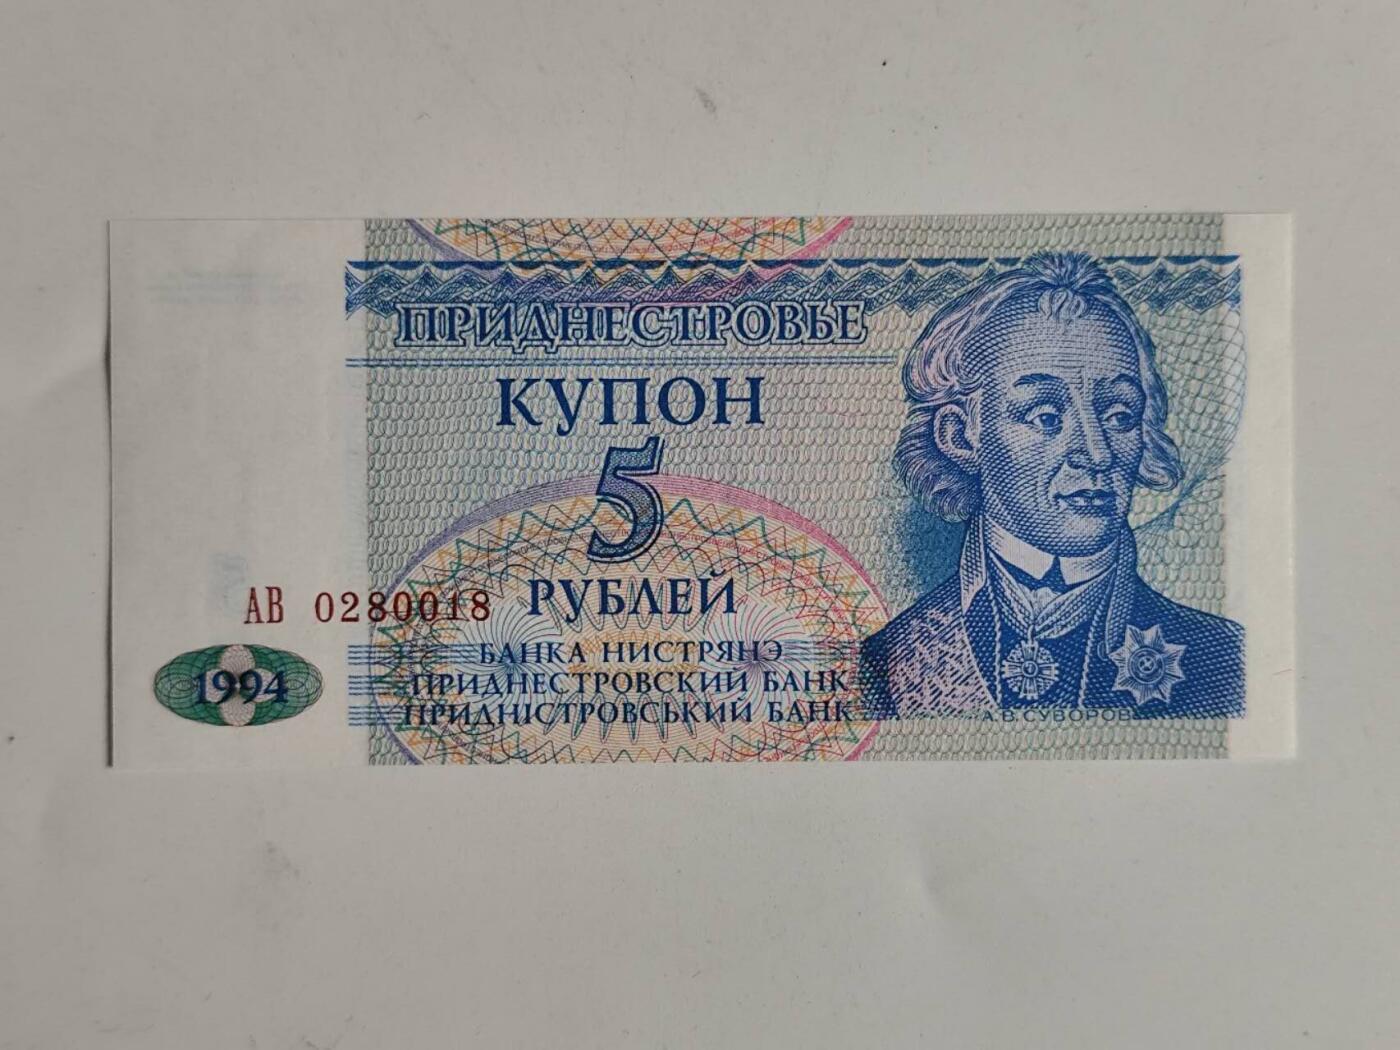 ПРИДНЕСТРОВЬЕ
КУПОН
5
РУБЛЕЙ
АВ 0280018
БАНКА НИСТРЯНЭ
ПРИДНЕСТРОВСКИЙ БАНК
ПРИДНІСТРОВСЬКИЙ БАНК
1994
А.В.СУВОРОВ